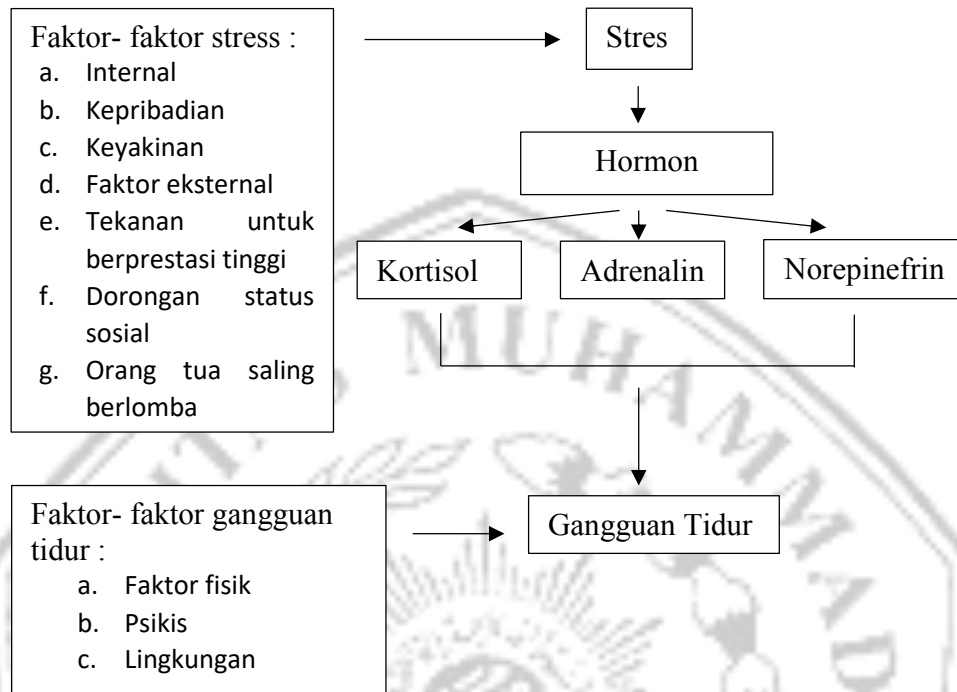 Faktor- faktor stress :
a. Internal
b. Kepribadian
c. Keyakinan
d. Faktor eksternal
e. Tekanan untuk
berprestasi tinggi
f. Dorongan status
sosial
g. Orang tua saling
berlomba
Stres
Hormon
Kortisol
Adrenalin
Norepinefrin
Gangguan Tidur
Faktor- faktor gangguan
tidur :
a. Faktor fisik
b. Psikis
c. Lingkungan
MUHAMMAD